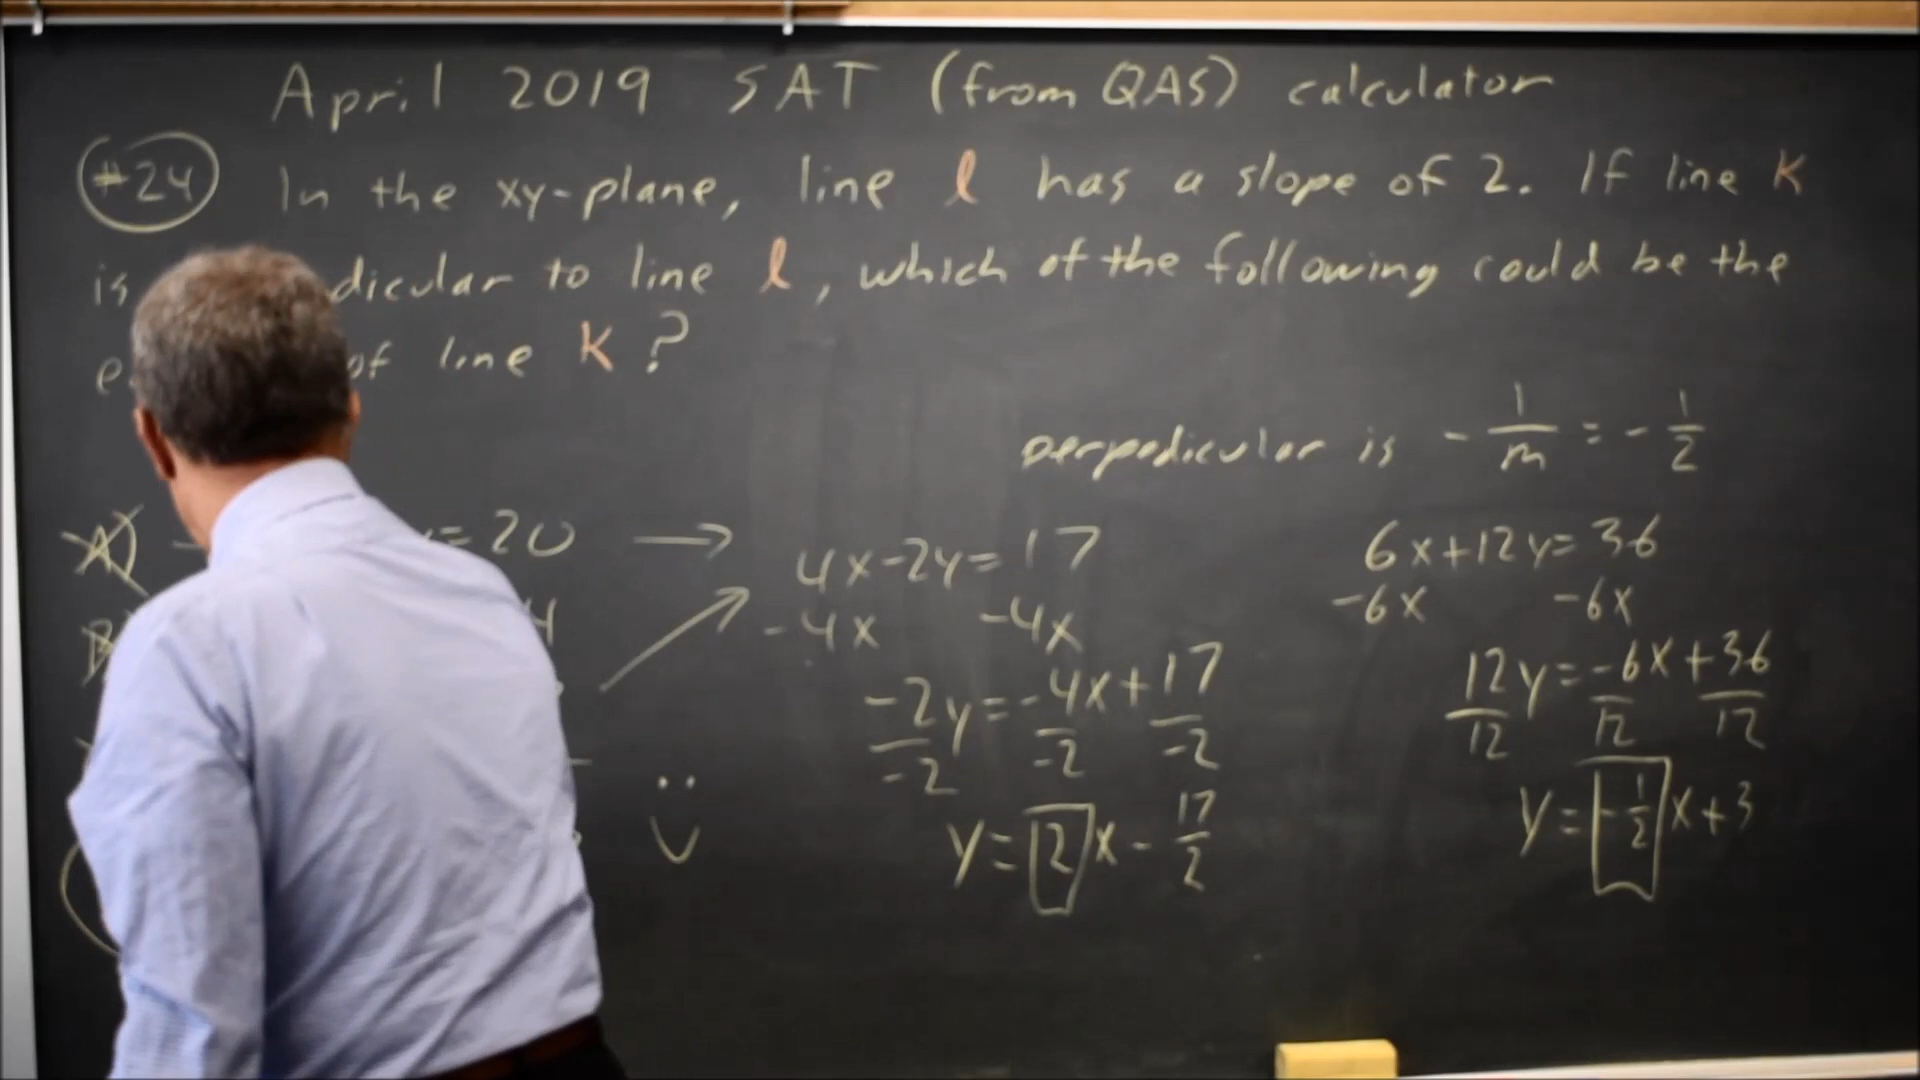 April 2019 SAT (from QAS) calculator
#24 In the xy-plane, line l has a slope of 2. If line K
is dicular to line l, which of the following could be the
of line K?
perpedicular is - 1/m = - 1/2
A) = 20 →
4x-2y=17
-4x -4x
-2y=-4x+17
-2 -2 -2
y=2x - 17/2
6x+12y=36
-6x -6x
12y=-6x+36
12 12 12
y=-1/2x+3
B) 4